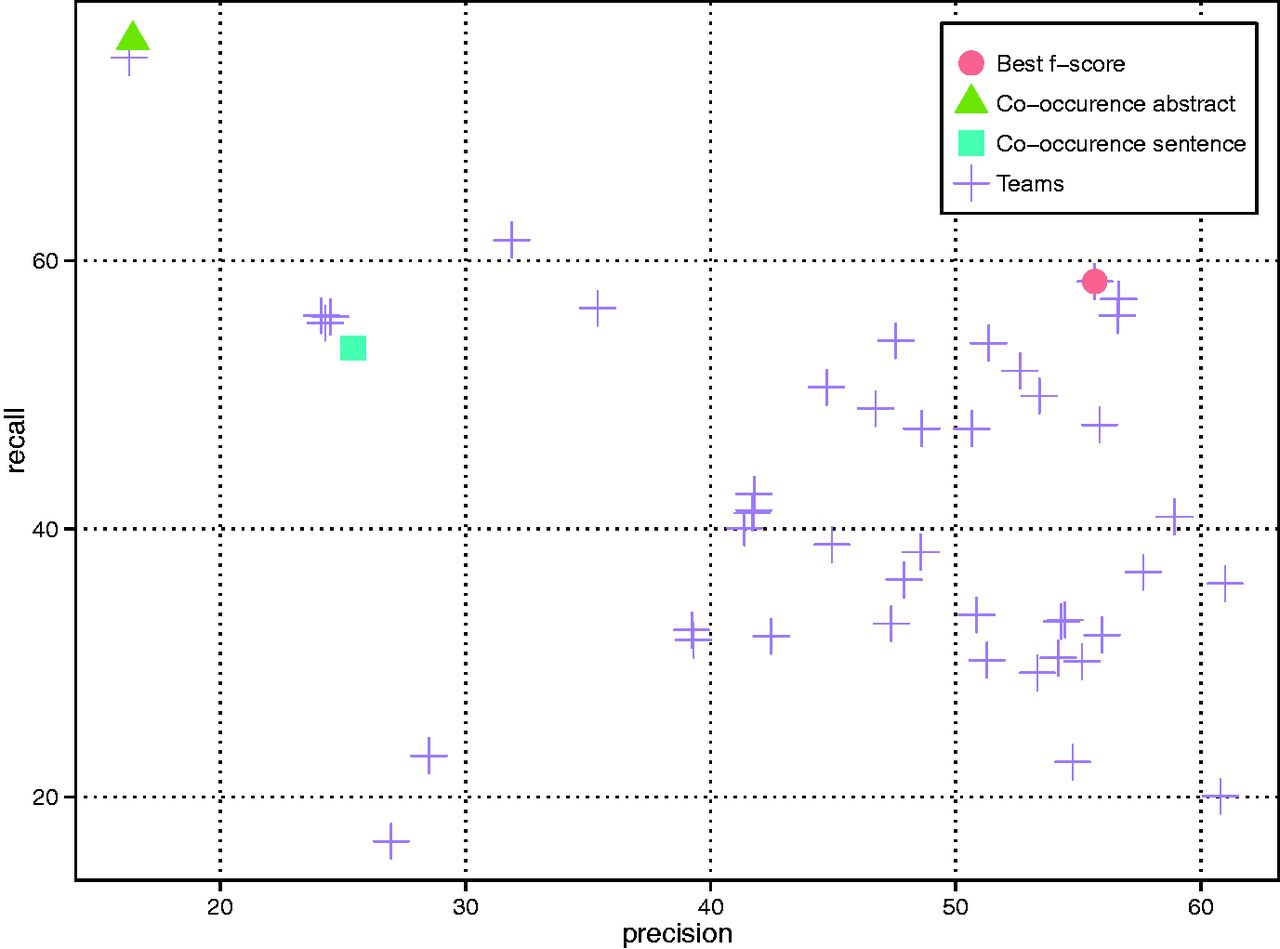 Best f−score
Co−occurence abstract
Co−occurence sentence
Teams
60
40
20
recall
20 30 40 50 60
precision